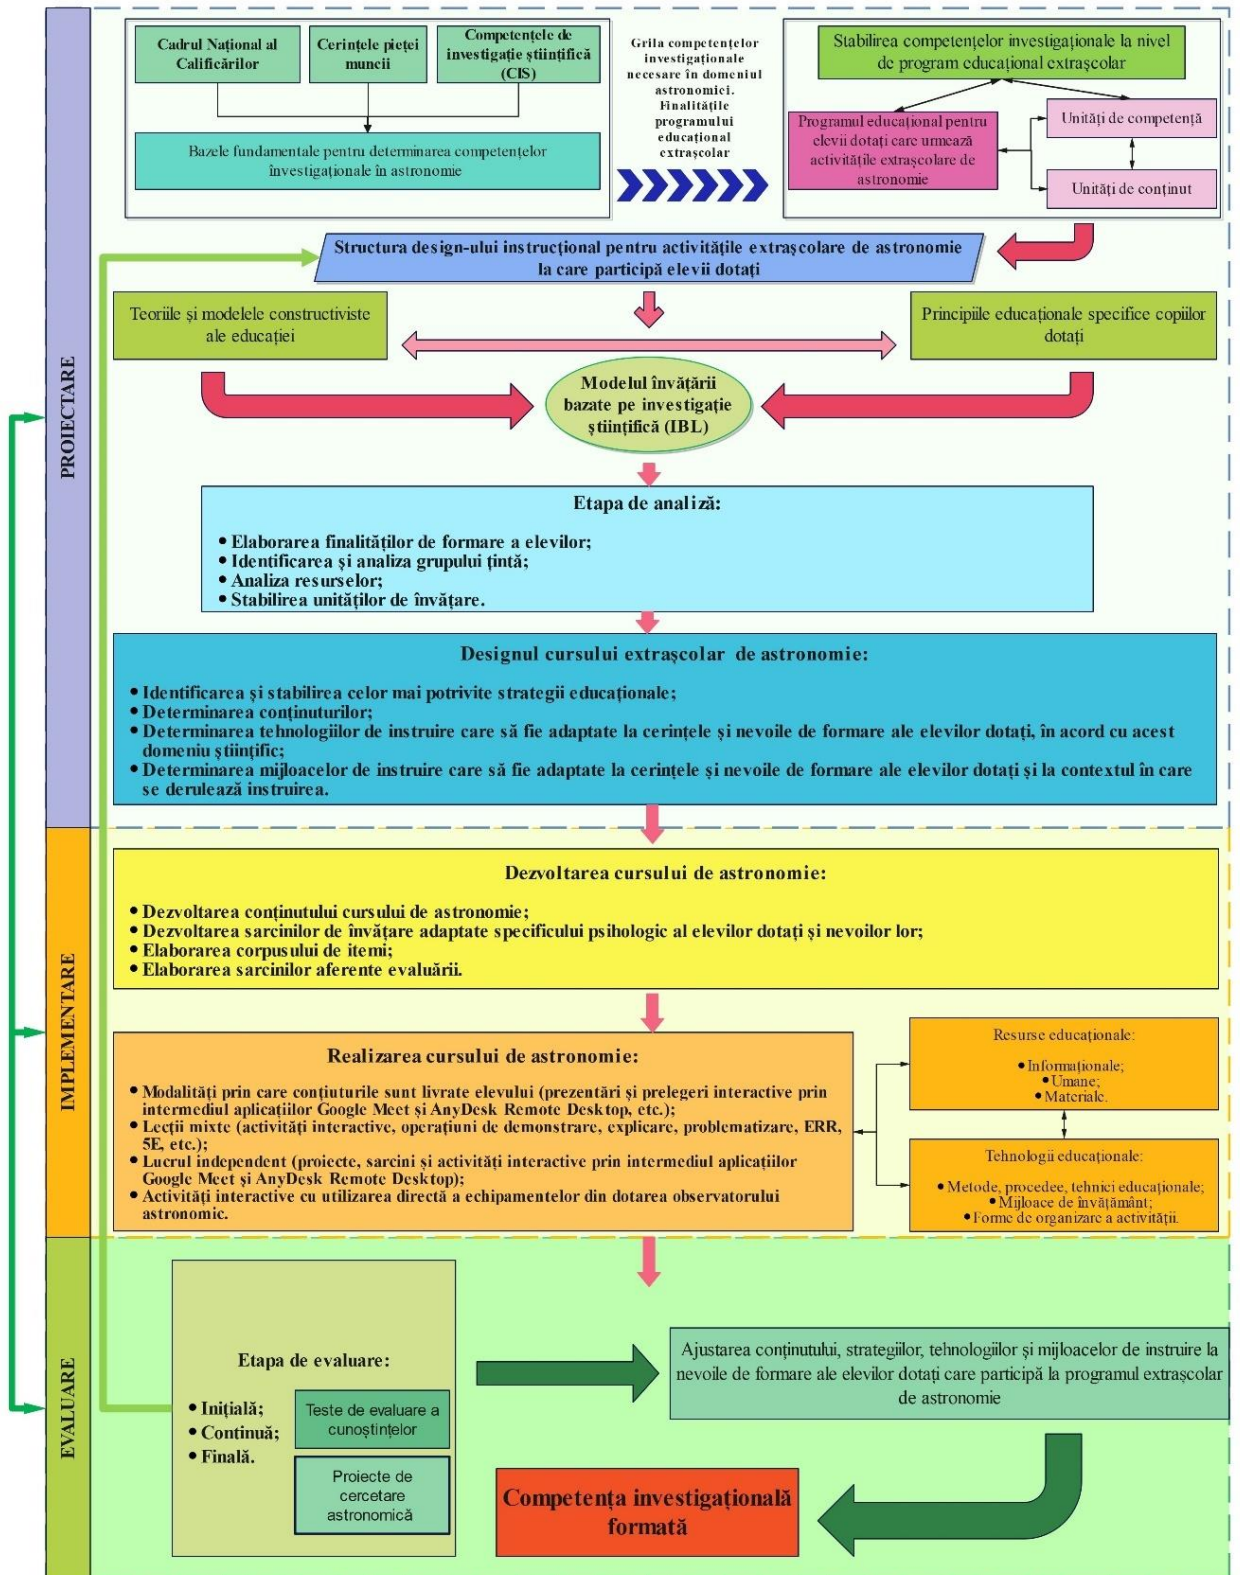 Cadrul Național al
Calificărilor
Cerințele pieței
muncii
Competențele de
investigație științifică
(CIS)
Bazele fundamentale pentru determinarea competențelor
învestigaționale în astronomie
Grila competențelor
investigaționale
necesare în domeniul
astronomici.
Finalitățile
programului
educațional
extrașcolar
Stabilirea competențelor investigaționale la nivel
de program educațional extrașcolar
Programul educațional pentru
elevii dotați care urmează
activitățile extrașcolare de
astronomie
Unități de competență
Unități de conținut
PROIECTARE
Structura design-ului instrucțional pentru activitățile extrașcolare de astronomie
la care participă elevii dotați
Teoriile și modelele constructiviste
ale educației
Principiile educaționale specifice copiilor
dotați
Modelul învățării
bazate pe investigație
științifică (IBL)
Etapa de analiză:
• Elaborarea finalităților de formare a elevilor;
• Identificarea și analiza grupului țintă;
• Analiza resurselor;
• Stabilirea unităților de învățare.
Designul cursului extrașcolar de astronomie:
• Identificarea și stabilirea celor mai potrivite strategii educaționale;
• Determinarea conținuturilor;
• Determinarea tehnologiilor de instruire care să fie adaptate la cerințele și nevoile de formare ale elevilor dotați, în acord cu acest
domeniu științific;
• Determinarea mijloacelor de instruire care să fie adaptate la cerințele și nevoile de formare ale elevilor dotați și la contextul în care
se derulează instruirea.
IMPLEMENTARE
Dezvoltarea cursului de astronomie:
• Dezvoltarea conținutului cursului de astronomie;
• Dezvoltarea sarcinilor de învățare adaptate specificului psihologic al elevilor dotați și nevoilor lor;
• Elaborarea corpusului de itemi;
• Elaborarea sarcinilor aferente evaluării.
Realizarea cursului de astronomie:
• Modalități prin care conțiuturile sunt livrate elevului (prezentări și prelegeri interactive prin
intermediul aplicațiilor Google Meet și AnyDesk Remote Desktop, etc.);
• Lecții mixte (activități interactive, operațiuni de demonstrare, explicare, problematizare, ERR,
5E, etc.);
• Lucrul independent (proiecte, sarcini și activități interactive prin intermediul aplicațiilor
Google Meet și AnyDesk Remote Desktop);
• Activități interactive cu utilizarea directă a echipamentelor din dotarea observatorului
astronomic.
Resurse educaționale:
• Informaționale;
• Umane;
• Materiale.
Tehnologii educaționale:
• Metode, procedee, tehnici educaționale;
• Mijloace de învățământ;
• Forme de organizare a activității.
EVALUARE
Etapa de evaluare:
• Inițială;
• Continuă;
• Finală.
Teste de evaluare a
cunoștințelor
Proiecte de
cercetare
astronomică
Ajustarea conținutului, strategiilor, tehnologiilor și mijloacelor de instruire la
nevoile de formare ale elevilor dotați care participă la programul extrașcolar
de astronomie
Competența investigațională
formată